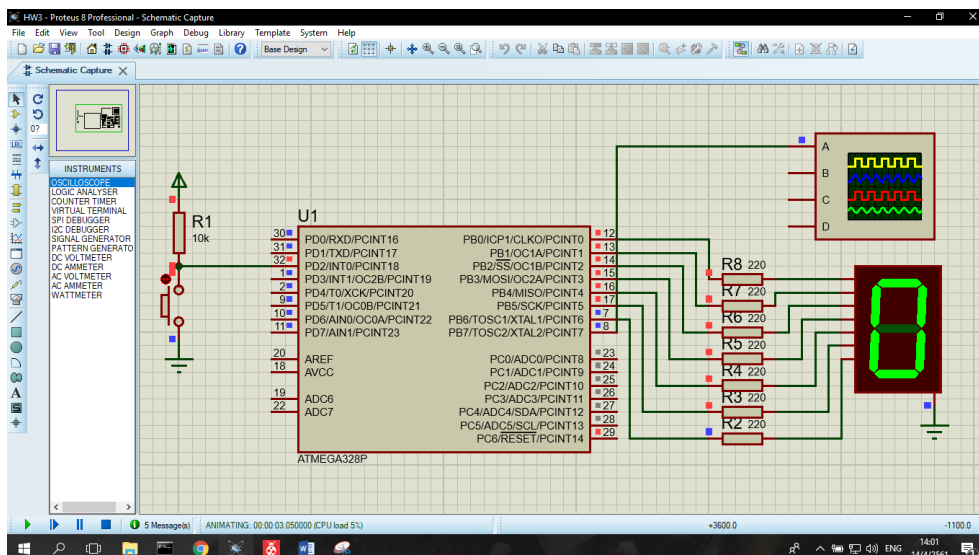 HW3 - Proteus 8 Professional - Schematic Capture
File Edit View Tool Design Graph Debug Library Template System Help
Base Design
Schematic Capture
0?
LBL
INSTRUMENTS
OSCILLOSCOPE
LOGIC ANALYSER
COUNTER TIMER
VIRTUAL TERMINAL
SPI DEBUGGER
I2C DEBUGGER
SIGNAL GENERATOR
PATTERN GENERATO
DC VOLTMETER
DC AMMETER
AC VOLTMETER
AC AMMETER
WATTMETER
A
S
R1
10k
U1
30 PD0/RXD/PCINT16
31 PD1/TXD/PCINT17
32 PD2/INT0/PCINT18
1 PD3/INT1/OC2B/PCINT19
2 PD4/T0/XCK/PCINT20
9 PD5/T1/OC0B/PCINT21
10 PD6/AIN0/OC0A/PCINT22
11 PD7/AIN1/PCINT23
20 AREF
18 AVCC
19 ADC6
22 ADC7
PB0/ICP1/CLKO/PCINT0 12
PB1/OC1A/PCINT1 13
PB2/SS/OC1B/PCINT2 14
PB3/MOSI/OC2A/PCINT3 15
PB4/MISO/PCINT4 16
PB5/SCK/PCINT5 17
PB6/TOSC1/XTAL1/PCINT6 7
PB7/TOSC2/XTAL2/PCINT7 8
PC0/ADC0/PCINT8 23
PC1/ADC1/PCINT9 24
PC2/ADC2/PCINT10 25
PC3/ADC3/PCINT11 26
PC4/ADC4/SDA/PCINT12 27
PC5/ADC5/SCL/PCINT13 28
PC6/RESET/PCINT14 29
ATMEGA328P
A
B
C
D
R8 220
R7 220
R6 220
R5 220
R4 220
R3 220
R2 220
0
5 Message(s)
ANIMATING: 00:00:03.050000 (CPU load 5%)
+3600.0
-1100.0
ENG
14:01
14/4/2561